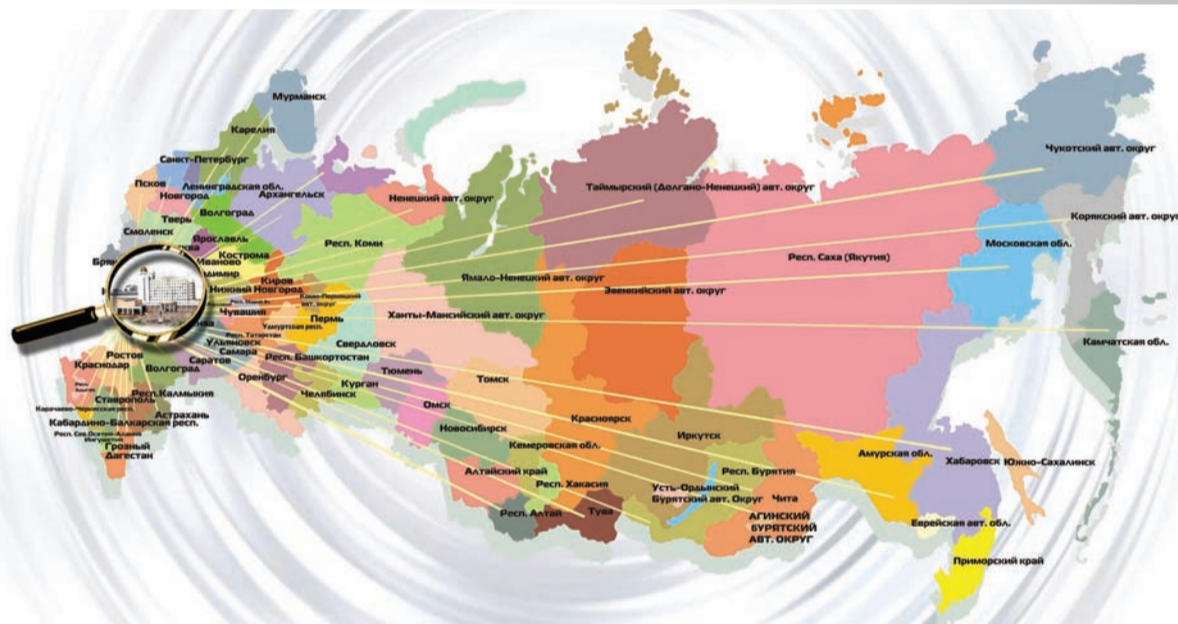 Мурманск
Карелия
Санкт-Петербург
Чукотский авт. округ
Псков
Ленинградская обл.
Новгород
Архангельск
Таймырский (Долгано-Ненецкий) авт. округ
Ненецкий авт. округ
Волгоград
Тверь
Корякский авт. округ
Смоленск
Ярославль
Респ. Коми
Московская обл.
Кострома
Респ. Саха (Якутия)
Иваново
Киров
Ямало-Ненецкий авт. округ
Нижний Новгород
Эвенкийский авт. округ
Коми-Пермяцкий
авт. округ
Чувашия
Пермь
Ханты-Мансийский авт. округ
Удмуртская респ.
Респ. Татарстан
Ульяновск
Свердловск
Камчатская обл.
Самара
Ростов
Респ. Башкортостан
Саратов
Краснодар
Волгоград
Тюмень
Оренбург
Курган
Томск
Челябинск
Респ.Калмыкия
Ставрополь
Омск
Карачаево-Черкесская респ.
Астрахань
Красноярск
Кабардино-Балкарская респ.
Новосибирск
Иркутск
Респ. Сев.Осетия-Алания
Ингушетия
Кемеровская обл.
Грозный
Дагестан
Амурская обл.
Хабаровск
Южно-Сахалинск
Алтайский край
Респ. Бурятия
Респ. Хакасия
Усть-Ордынский
Бурятский авт. Округ
Чита
Респ. Алтай
Тува
АГИНСКИЙ
БУРЯТСКИЙ
АВТ. ОКРУГ
Еврейская авт. обл.
Приморский край